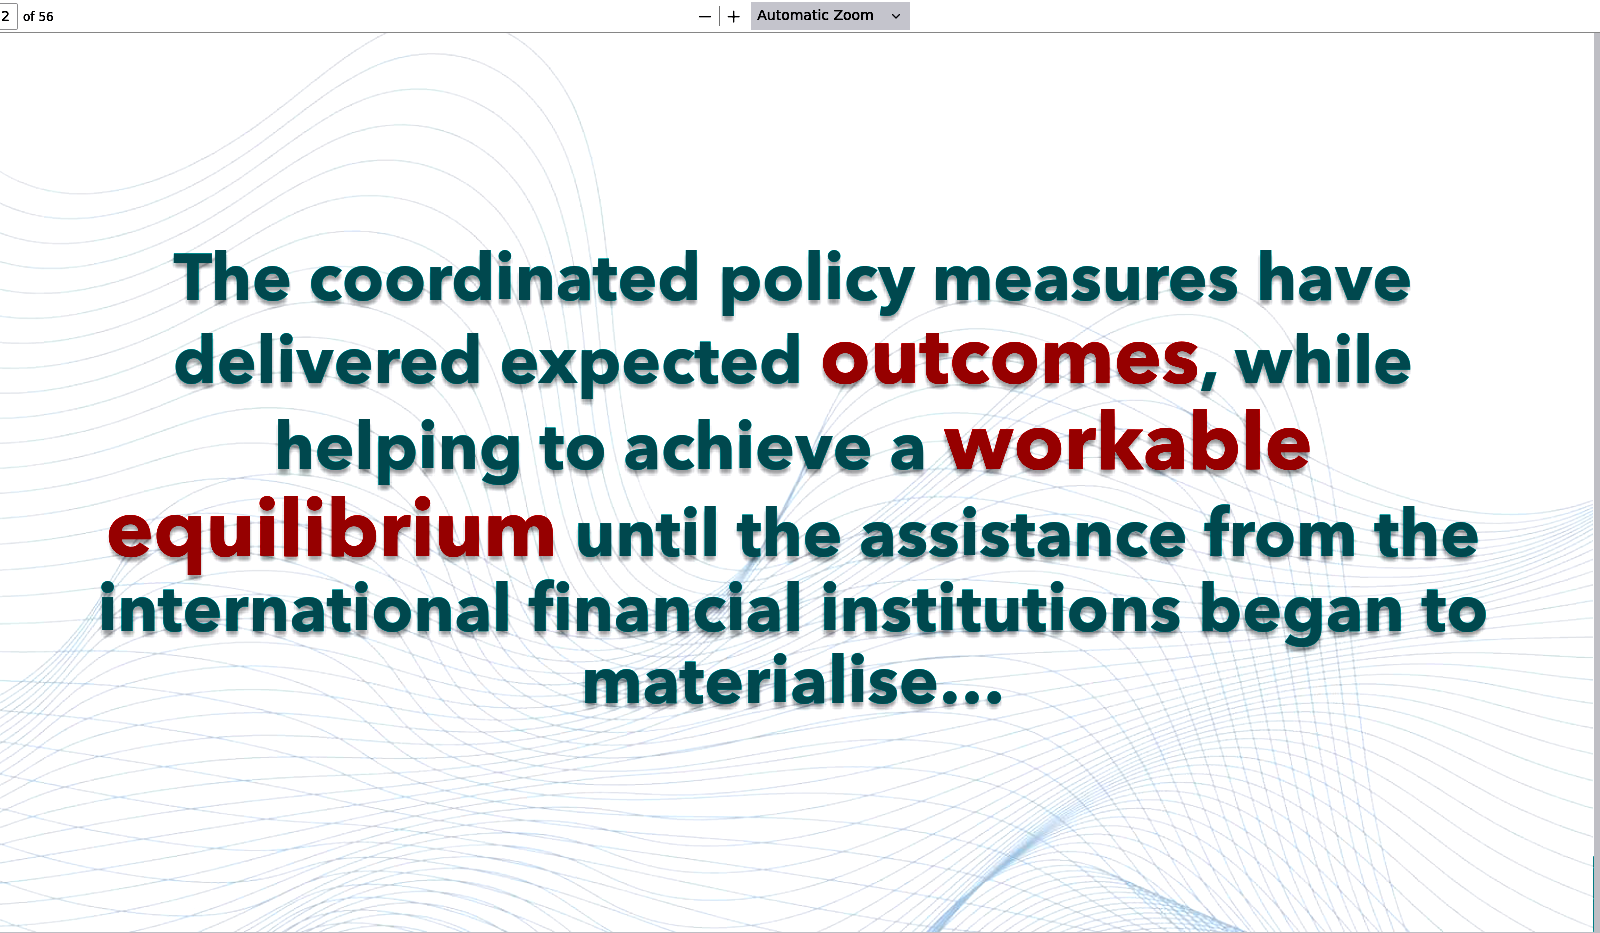 2 of 56
Automatic Zoom
The coordinated policy measures have
delivered expected outcomes, while
helping to achieve a workable
equilibrium until the assistance from the
international financial institutions began to
materialise…